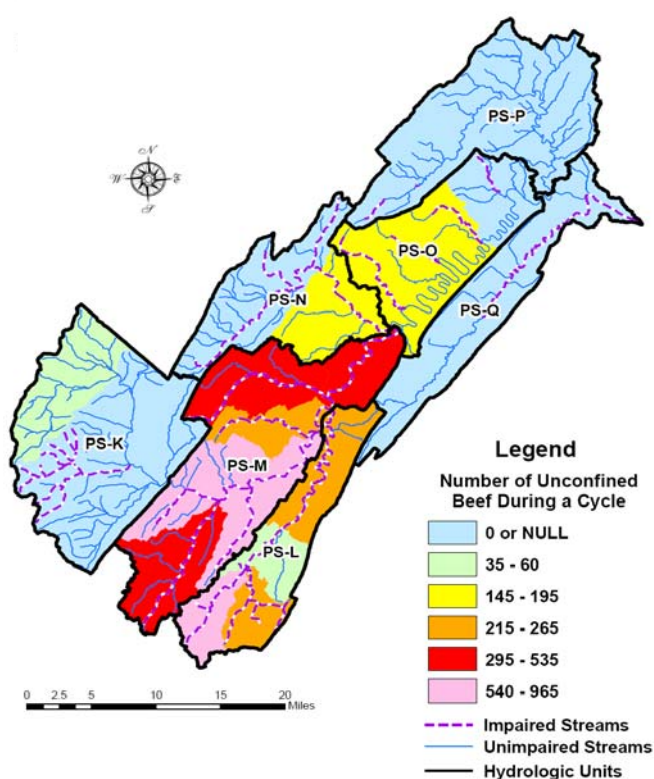 PS-P
N
W E
S
PS-O
PS-N
PS-Q
PS-K
PS-M
PS-L
Legend
Number of Unconfined
Beef During a Cycle
0 or NULL
35 - 60
145 - 195
215 - 265
295 - 535
540 - 965
Impaired Streams
Unimpaired Streams
Hydrologic Units
0 2.5 5 10 15 20
Miles